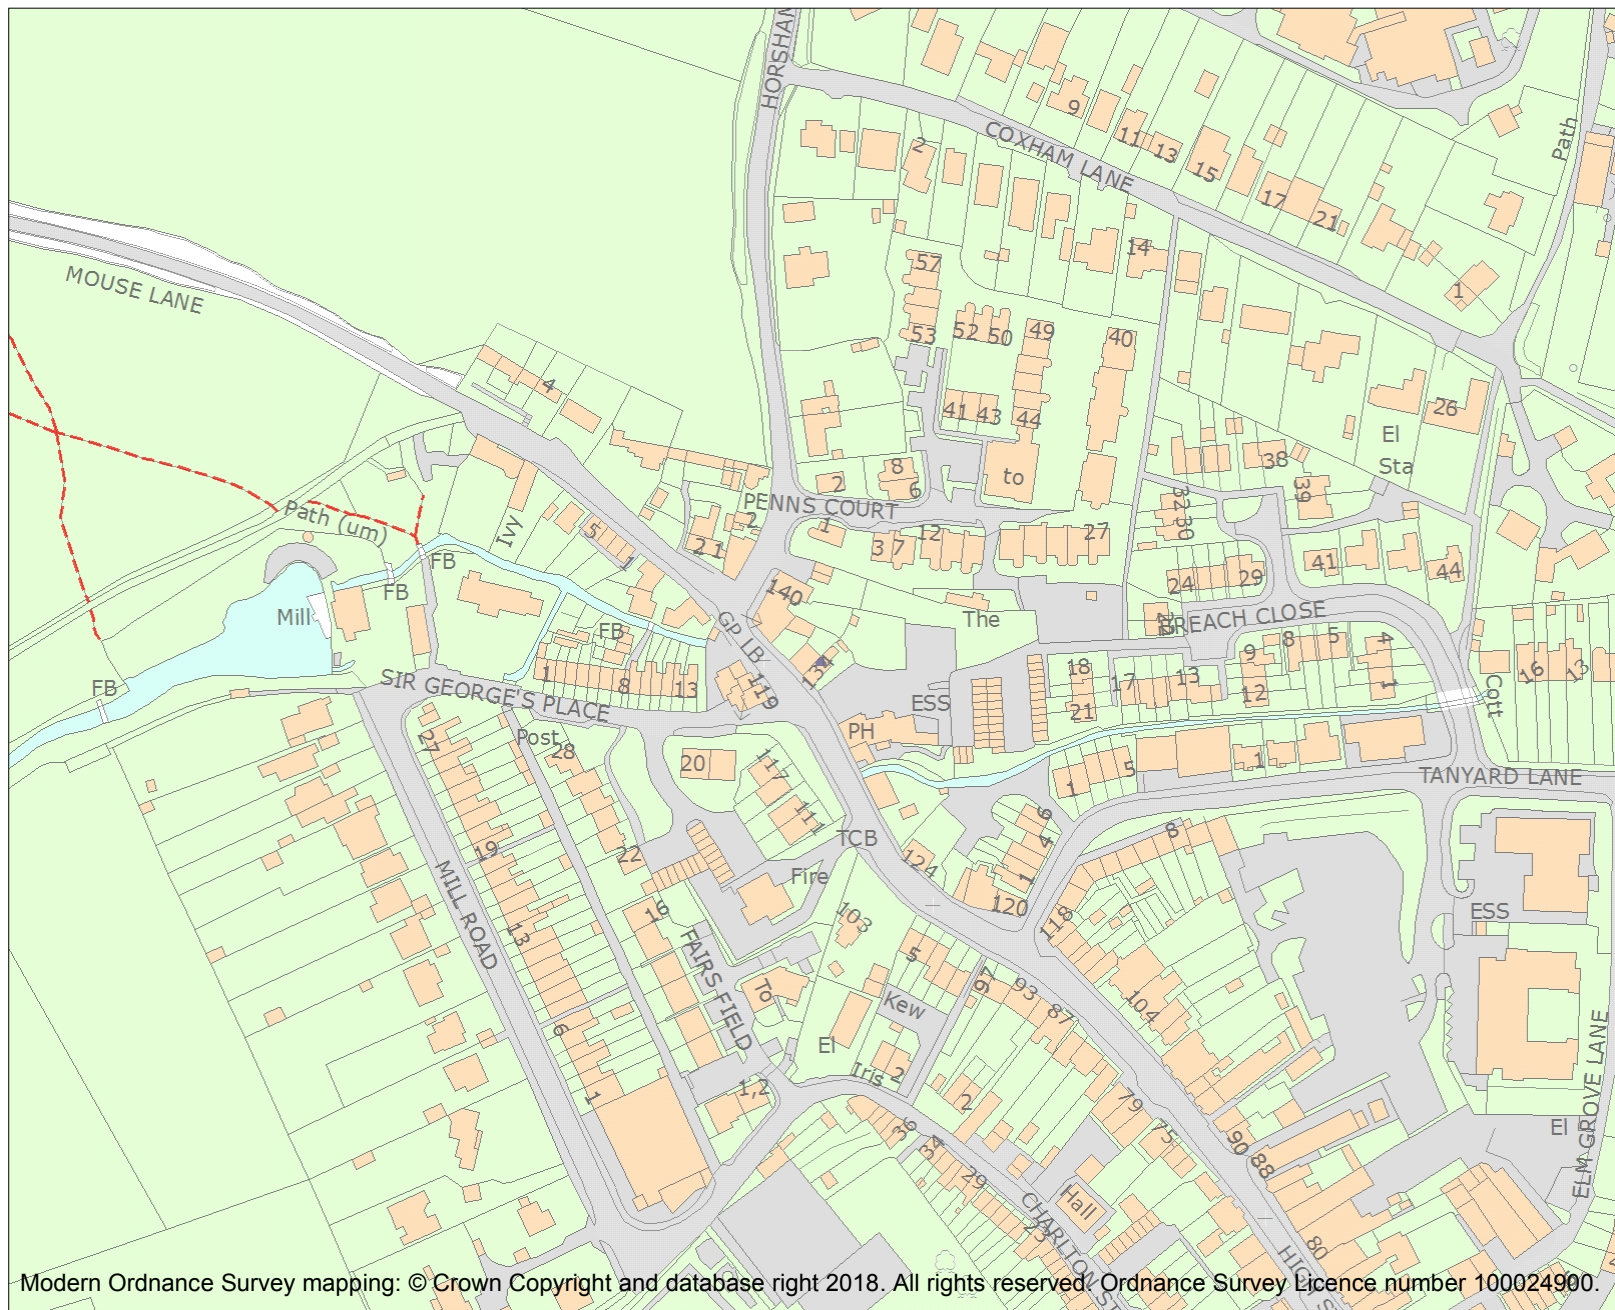 HORSHAM
COXHAM LANE
9
11
13
15
17
21
Path
2
14
1
MOUSE LANE
57
53
52
50
49
40
41
43
44
to
4
26
El
Sta
38
39
32
30
PENNS COURT
2
8
6
1
3
7
12
27
24
29
41
44
Path (um)
Ivy
5
1
2
1
2
FB
FB
FB
FB
Mill
140
134
GP
LB
The
BREACH CLOSE
9
8
5
4
1
12
13
17
18
21
16
13
Cott
SIR GEORGE'S PLACE
1
8
13
119
ESS
PH
Post
27
28
20
117
111
22
TCB
Fire
124
1
5
1
TANYARD LANE
6
4
1
8
120
118
ESS
MILL ROAD
19
13
6
1
16
FAIRS FIELD
To
103
5
Kew
El
Iris
2
97
93
87
104
1,2
2
36
34
29
23
79
75
90
88
80
Hall
CHARLTON ST
HIGH S
ELM GROVE LANE
El
Modern Ordnance Survey mapping: © Crown Copyright and database right 2018. All rights reserved. Ordnance Survey Licence number 100024900.